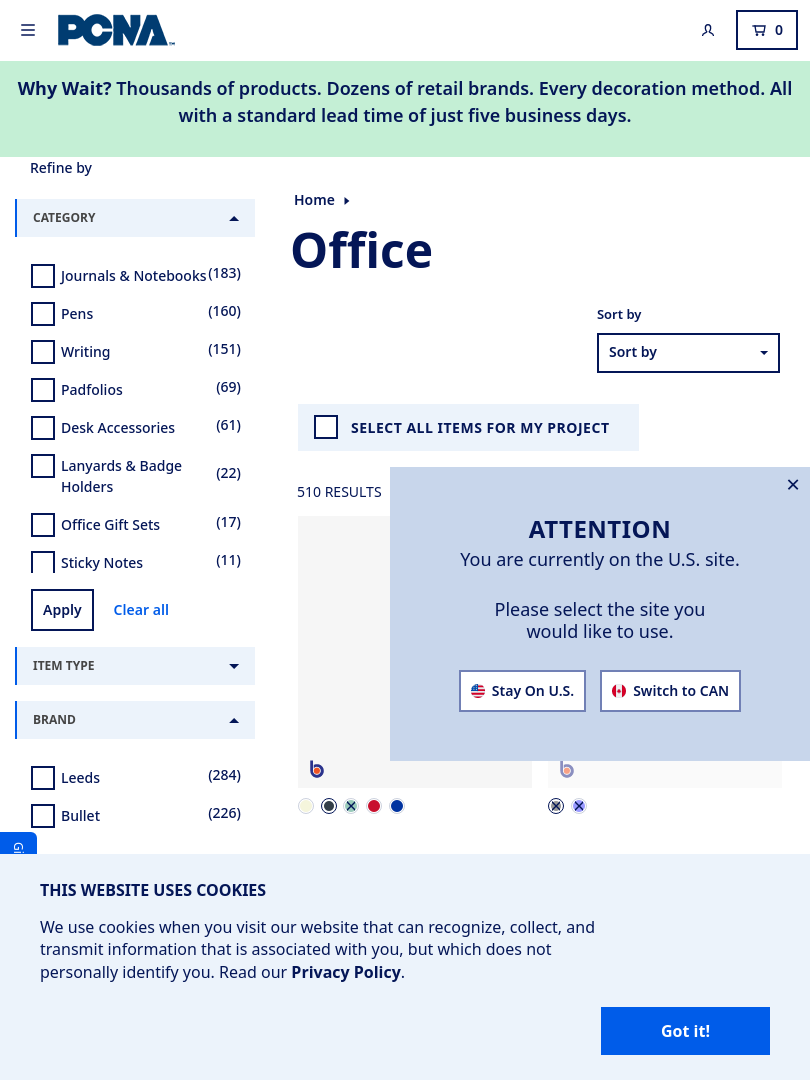 PCNA
0
Why Wait? Thousands of products. Dozens of retail brands. Every decoration method. All
with a standard lead time of just five business days.
Refine by
CATEGORY
Journals & Notebooks (183)
Pens (160)
Writing (151)
Padfolios (69)
Desk Accessories (61)
Lanyards & Badge
Holders (22)
Office Gift Sets (17)
Sticky Notes (11)
Apply
Clear all
ITEM TYPE
BRAND
Leeds (284)
Bullet (226)
Home
Office
Sort by
Sort by
SELECT ALL ITEMS FOR MY PROJECT
510 RESULTS
ATTENTION
You are currently on the U.S. site.
Please select the site you
would like to use.
Stay On U.S.
Switch to CAN
THIS WEBSITE USES COOKIES
We use cookies when you visit our website that can recognize, collect, and
transmit information that is associated with you, but which does not
personally identify you. Read our Privacy Policy.
Got it!